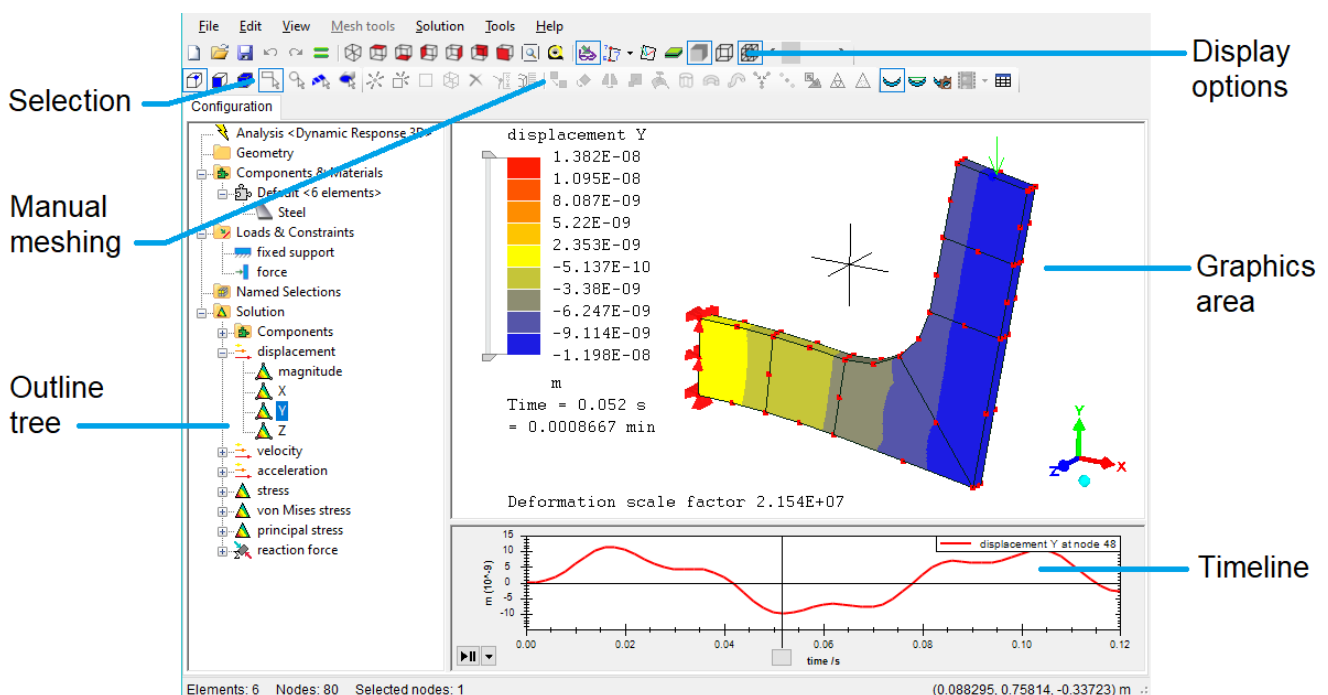 File Edit View Mesh tools Solution Tools Help
Display
options
Selection
Configuration
Analysis <Dynamic Response 3D>
Geometry
Components & Materials
Default <6 elements>
Steel
Manual
meshing
Loads & Constraints
fixed support
force
Named Selections
Solution
Components
displacement
magnitude
X
Y
Z
Outline
tree
velocity
acceleration
stress
von Mises stress
principal stress
reaction force
displacement Y
1.382E-08
1.095E-08
8.087E-09
5.22E-09
2.353E-09
-5.137E-10
-3.38E-09
-6.247E-09
-9.114E-09
-1.198E-08
m
Time = 0.052 s
= 0.0008667 min
Deformation scale factor 2.154E+07
Y
Z
X
Graphics
area
15
10
5
0
-5
-10
m (10^-9)
displacement Y at node 48
0.00 0.02 0.04 0.06 0.08 0.10 0.12
time /s
Timeline
Elements: 6 Nodes: 80 Selected nodes: 1
(0.088295, 0.75814, -0.33723) m